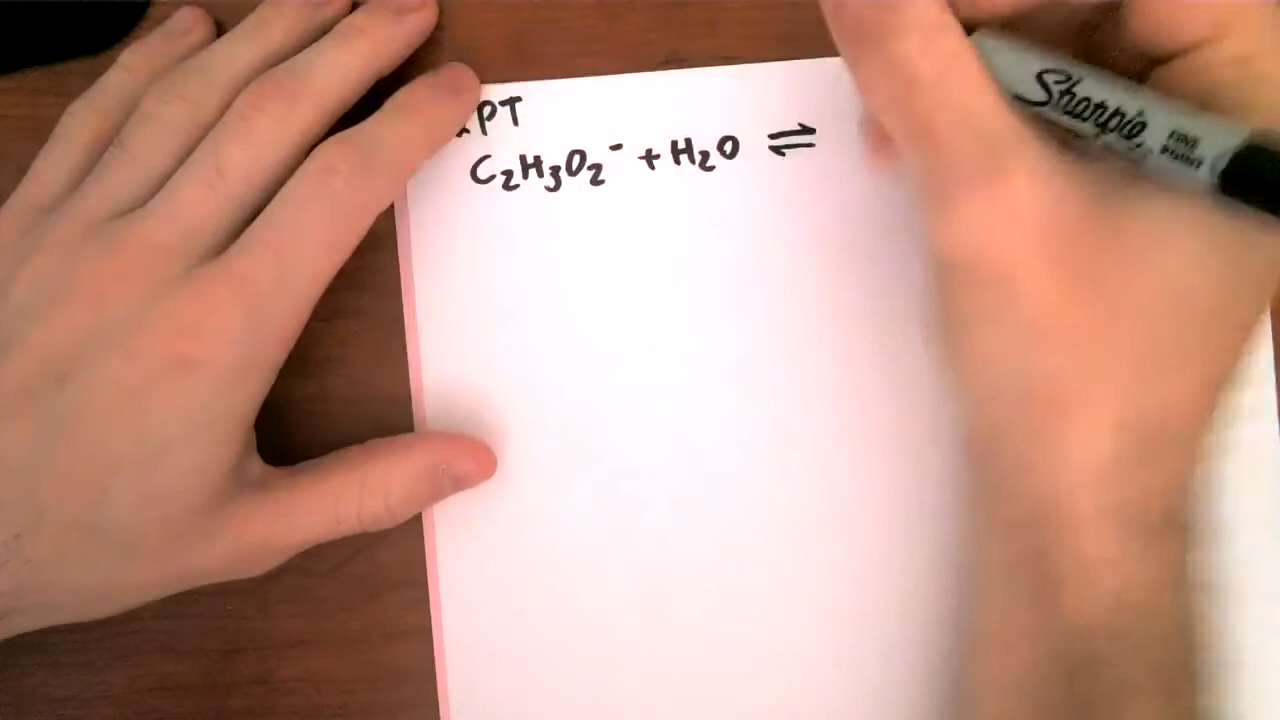 PT
C₂H₃O₂⁻ + H₂O ⇌
Sharpie.
FINE
POINT